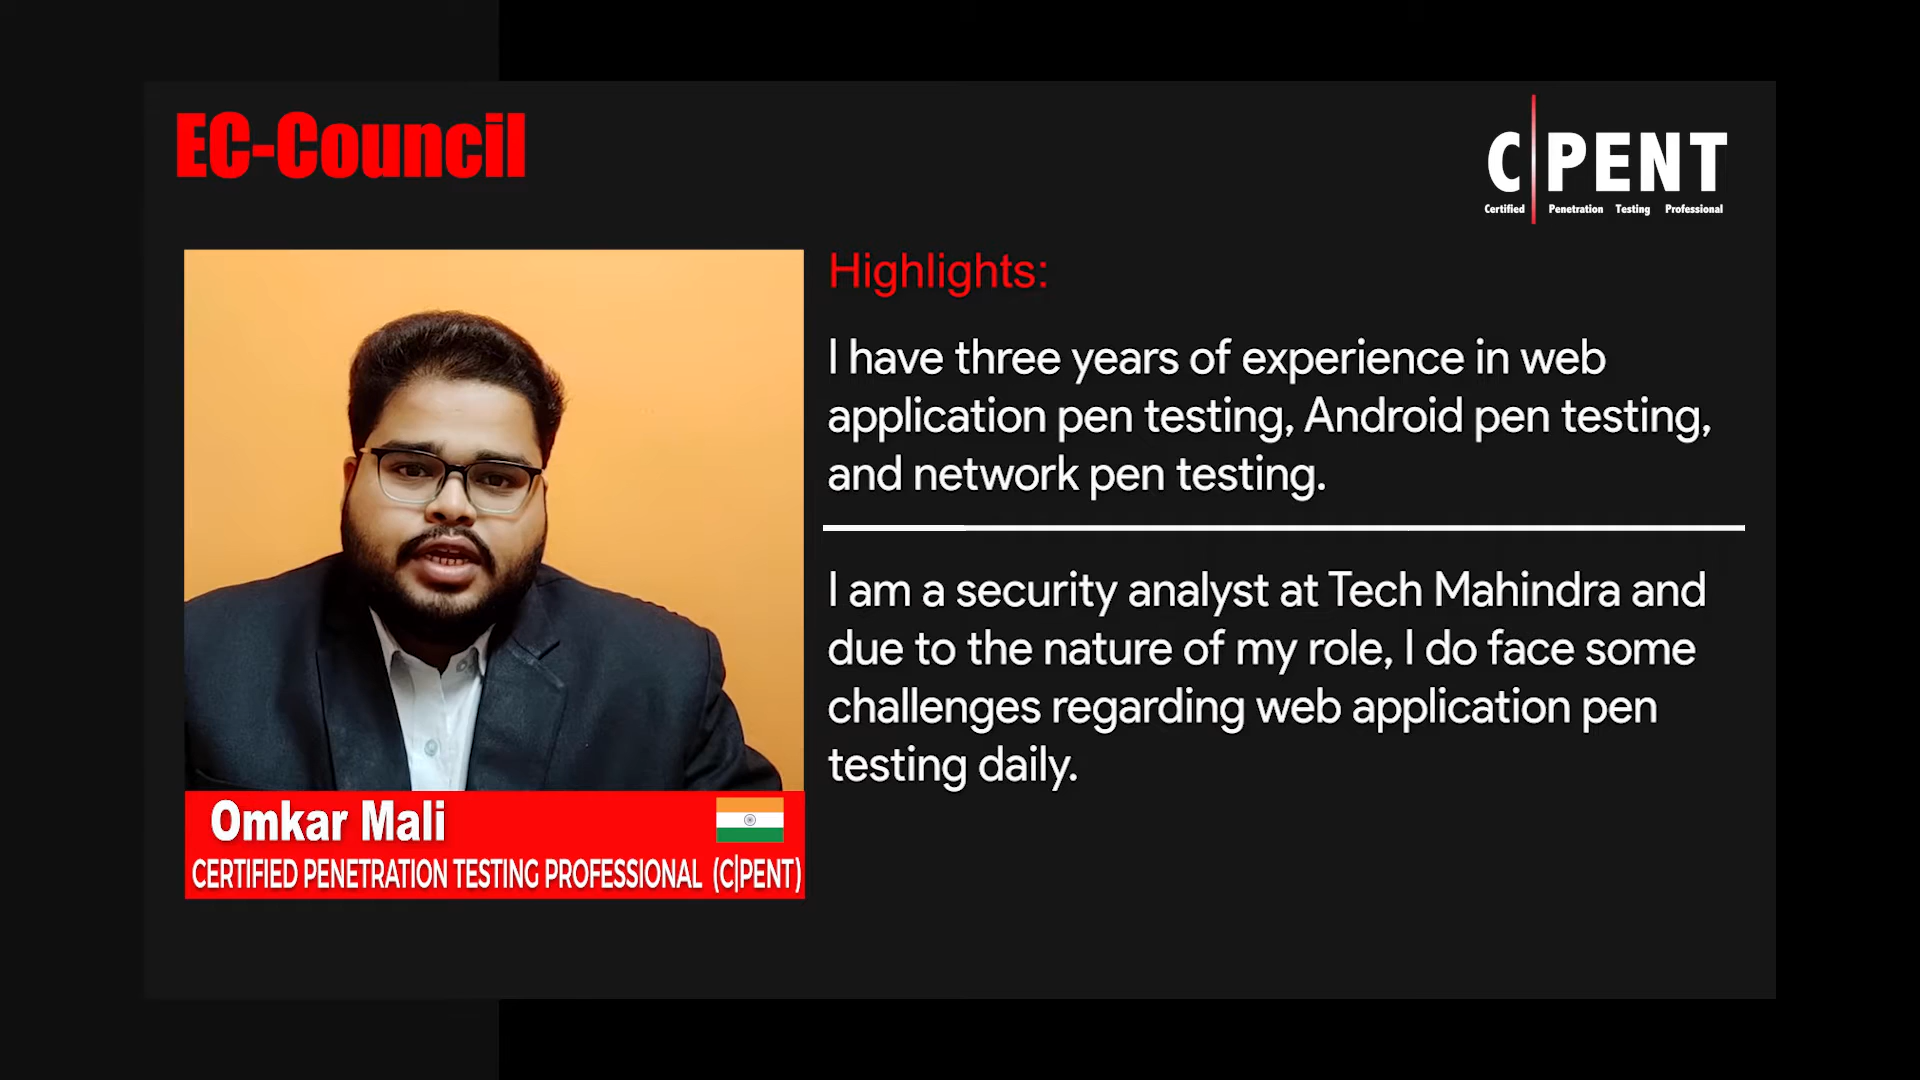 EC-Council
C|PENT
Certified Penetration Testing Professional
Highlights:
I have three years of experience in web
application pen testing, Android pen testing,
and network pen testing.
I am a security analyst at Tech Mahindra and
due to the nature of my role, I do face some
challenges regarding web application pen
testing daily.
Omkar Mali
CERTIFIED PENETRATION TESTING PROFESSIONAL (C|PENT)